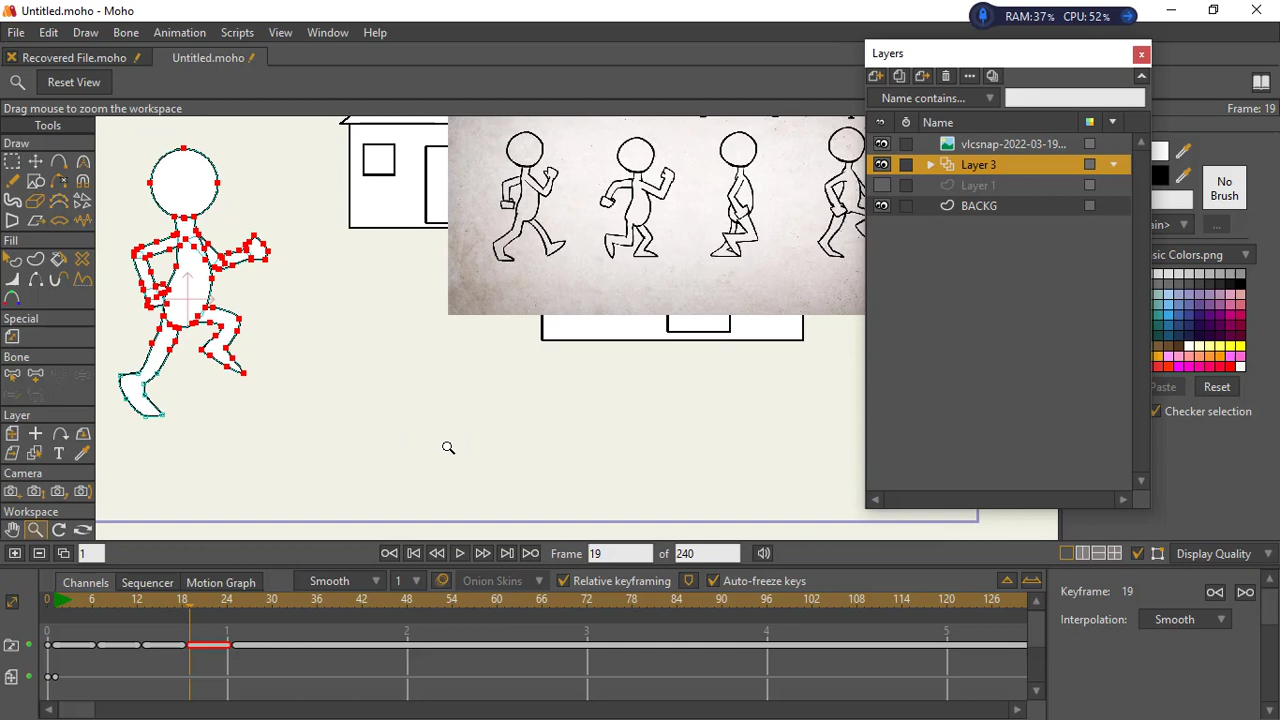 Untitled.moho - Moho
RAM:37% CPU:52%
File Edit Draw Bone Animation Scripts View Window Help
Recovered File.moho Untitled.moho
Reset View
Drag mouse to zoom the workspace
Frame: 19
Tools
Draw
Fill
Special
Bone
Layer
Camera
Workspace
Layers
Name contains...
Name
vlcsnap-2022-03-19...
Layer 3
Layer 1
BACKG
No
Brush
ain>
...
asic Colors.png
Paste
Reset
Checker selection
1
Frame 19 of 240
Display Quality
Channels Sequencer Motion Graph Smooth 1 Onion Skins Relative keyframing Auto-freeze keys
0 6 12 18 24 30 36 42 48 54 60 66 72 78 84 90 96 102 108 114 120 126
0 1 2 3 4 5
Keyframe: 19
Interpolation: Smooth